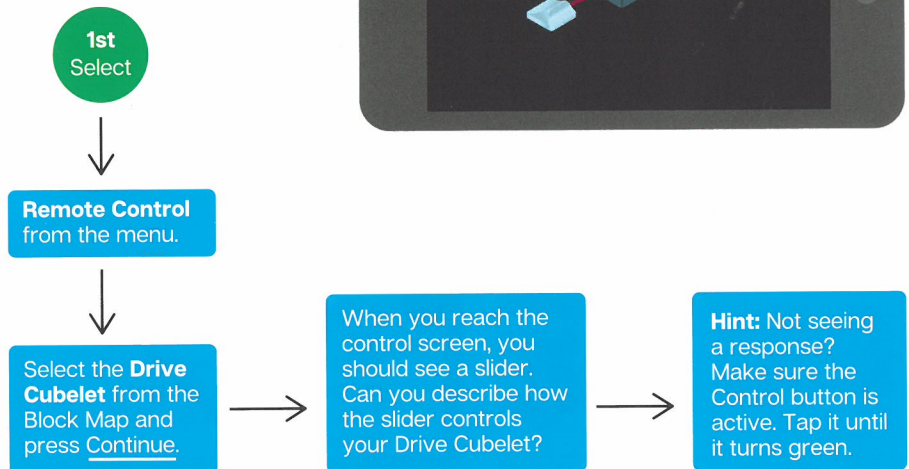 1st
Select
Remote Control
from the menu.
Select the Drive
Cubelet from the
Block Map and
press Continue.
When you reach the
control screen, you
should see a slider.
Can you describe how
the slider controls
your Drive Cubelet?
Hint: Not seeing
a response?
Make sure the
Control button is
active. Tap it until
it turns green.